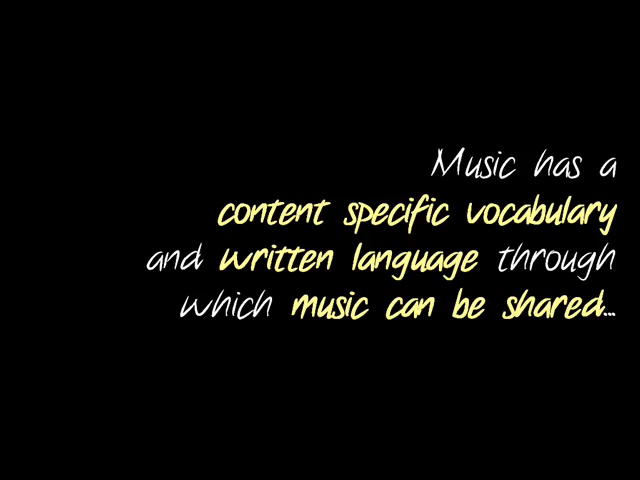 Music has a
content specific vocabulary
and written language through
which music can be shared...